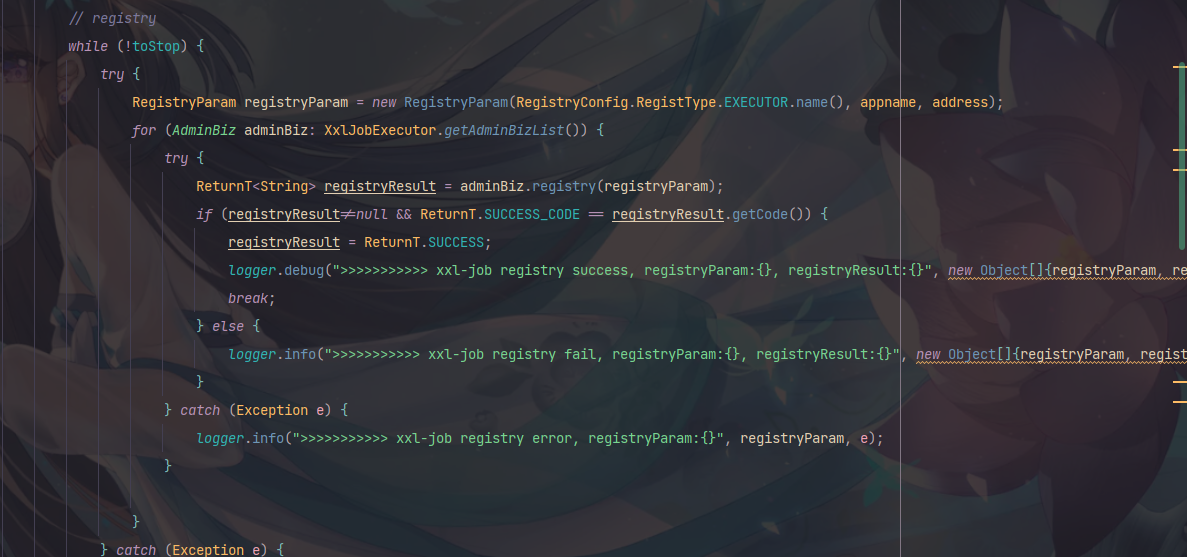 // registry
while (!toStop) {
try {
RegistryParam registryParam = new RegistryParam(RegistryConfig.RegistType.EXECUTOR.name(), appname, address);
for (AdminBiz adminBiz: XxlJobExecutor.getAdminBizList()) {
try {
ReturnT<String> registryResult = adminBiz.registry(registryParam);
if (registryResult!=null && ReturnT.SUCCESS_CODE == registryResult.getCode()) {
registryResult = ReturnT.SUCCESS;
logger.debug(">>>>>>>>>>> xxl-job registry success, registryParam:{}, registryResult:{}", new Object[]{registryParam, re
break;
} else {
logger.info(">>>>>>>>>>> xxl-job registry fail, registryParam:{}, registryResult:{}", new Object[]{registryParam, regist
}
} catch (Exception e) {
logger.info(">>>>>>>>>>> xxl-job registry error, registryParam:{}", registryParam, e);
}
}
} catch (Exception e) {